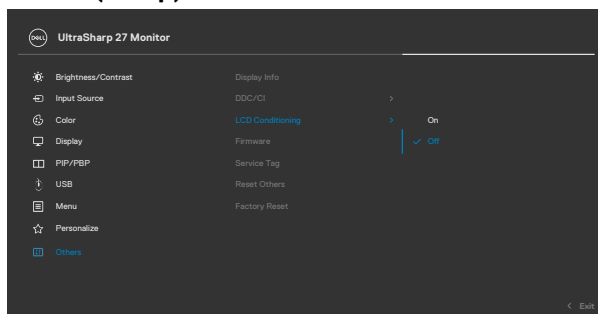 DELL UltraSharp 27 Monitor
Brightness/Contrast Display Info
Input Source DDC/CI
Color LCD Conditioning On
Display Firmware Off
PIP/PBP Service Tag
USB Reset Others
Menu Factory Reset
Personalize
Others
Exit